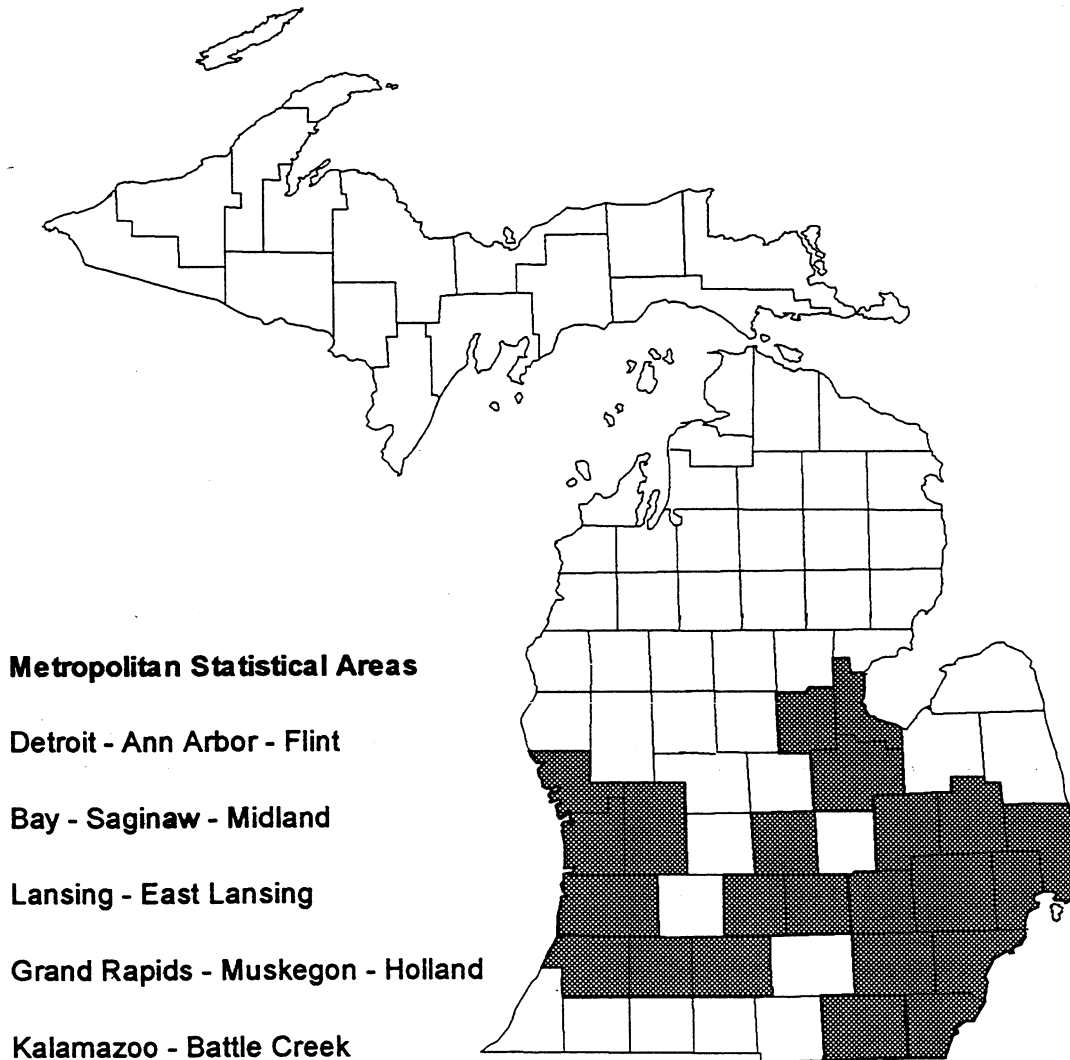 Metropolitan Statistical Areas
Detroit - Ann Arbor - Flint
Bay - Saginaw - Midland
Lansing - East Lansing
Grand Rapids - Muskegon - Holland
Kalamazoo - Battle Creek